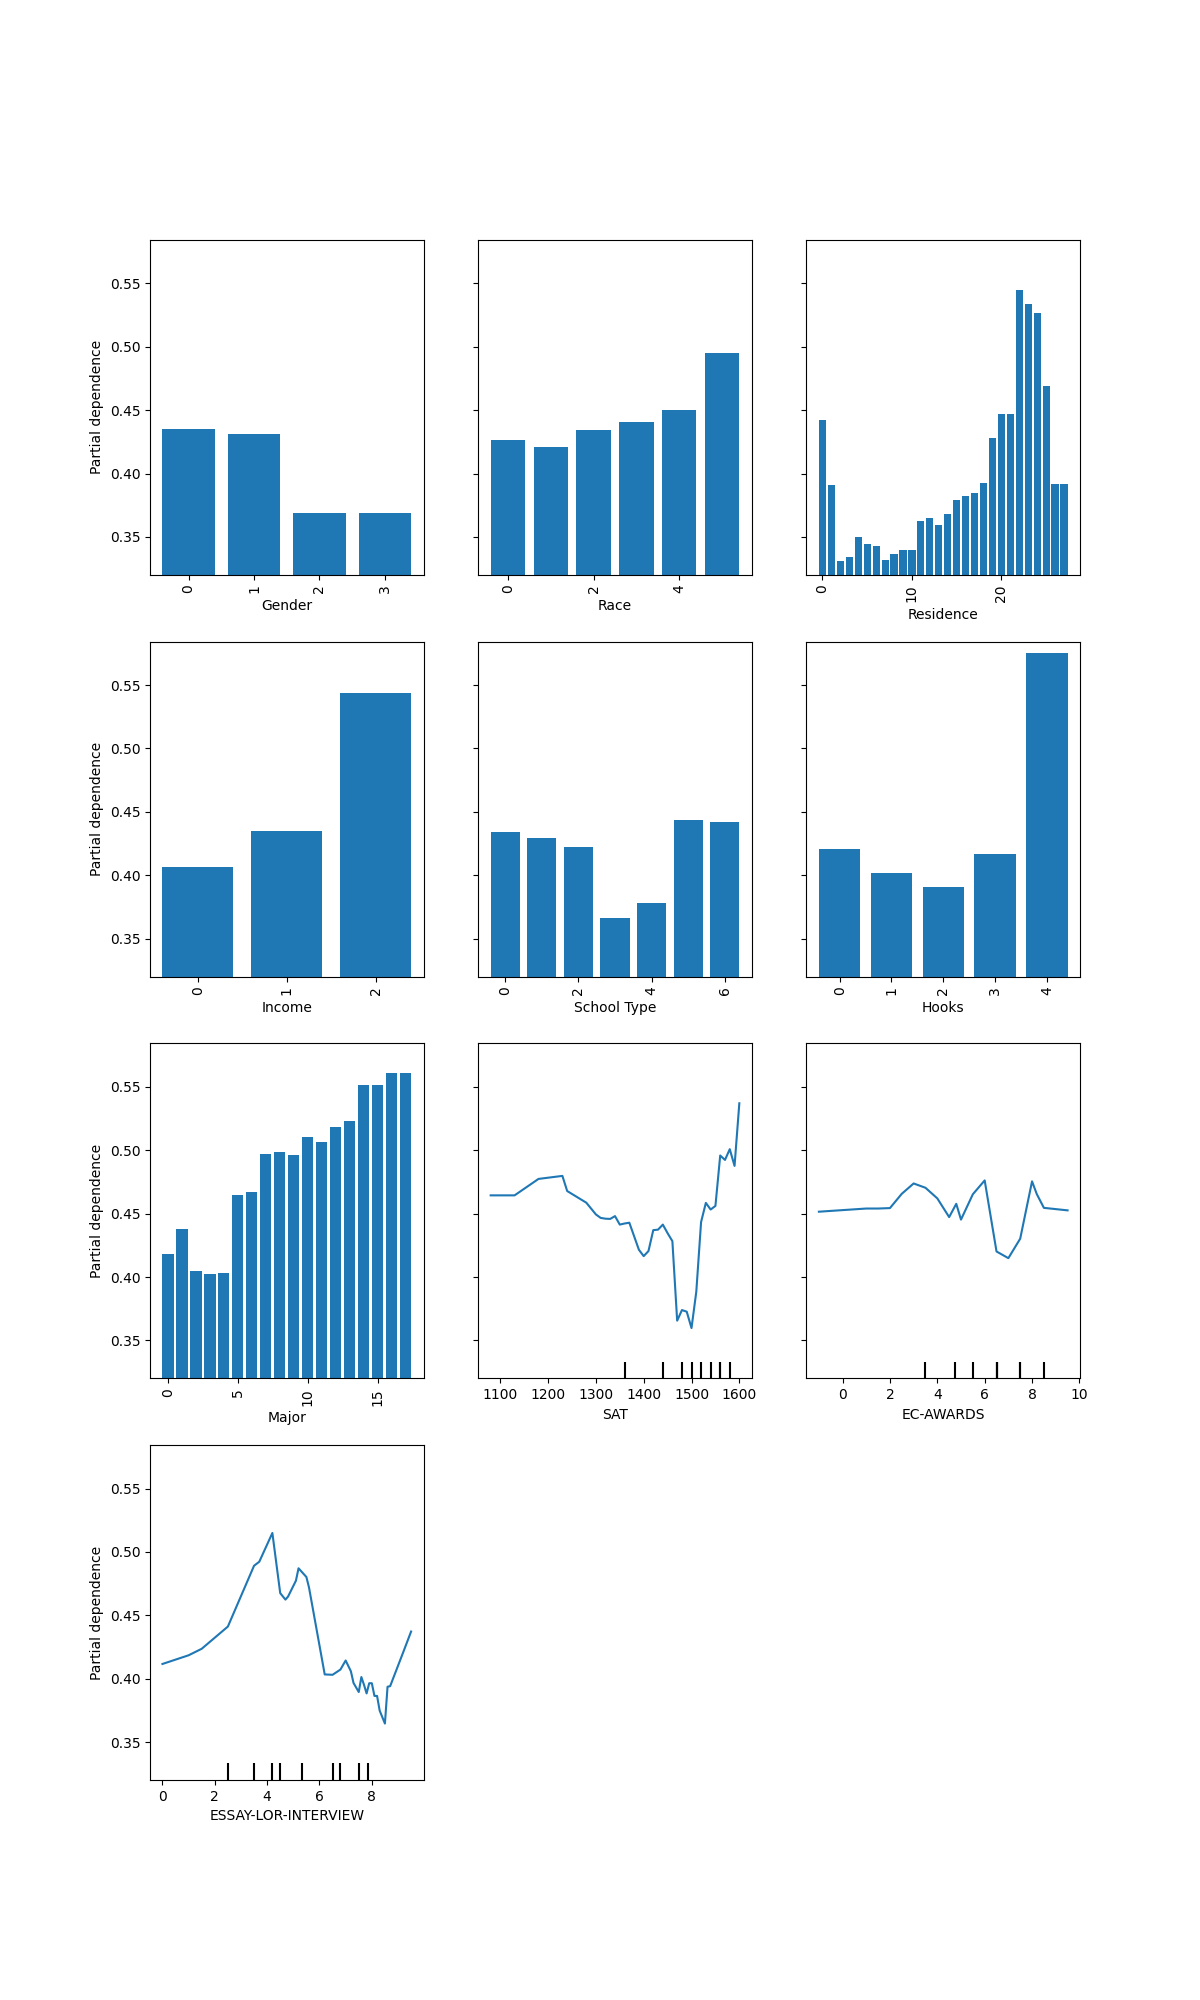 Partial dependence
0.55
0.50
0.45
0.40
0.35
0 1 2 3
Gender
0 2 4
Race
0 10 20
Residence
Partial dependence
0.55
0.50
0.45
0.40
0.35
0 1 2
Income
0 2 4 6
School Type
0 1 2 3 4
Hooks
Partial dependence
0.55
0.50
0.45
0.40
0.35
0 5 10 15
Major
1100 1200 1300 1400 1500 1600
SAT
0 2 4 6 8 10
EC-AWARDS
Partial dependence
0.55
0.50
0.45
0.40
0.35
0 2 4 6 8
ESSAY-LOR-INTERVIEW